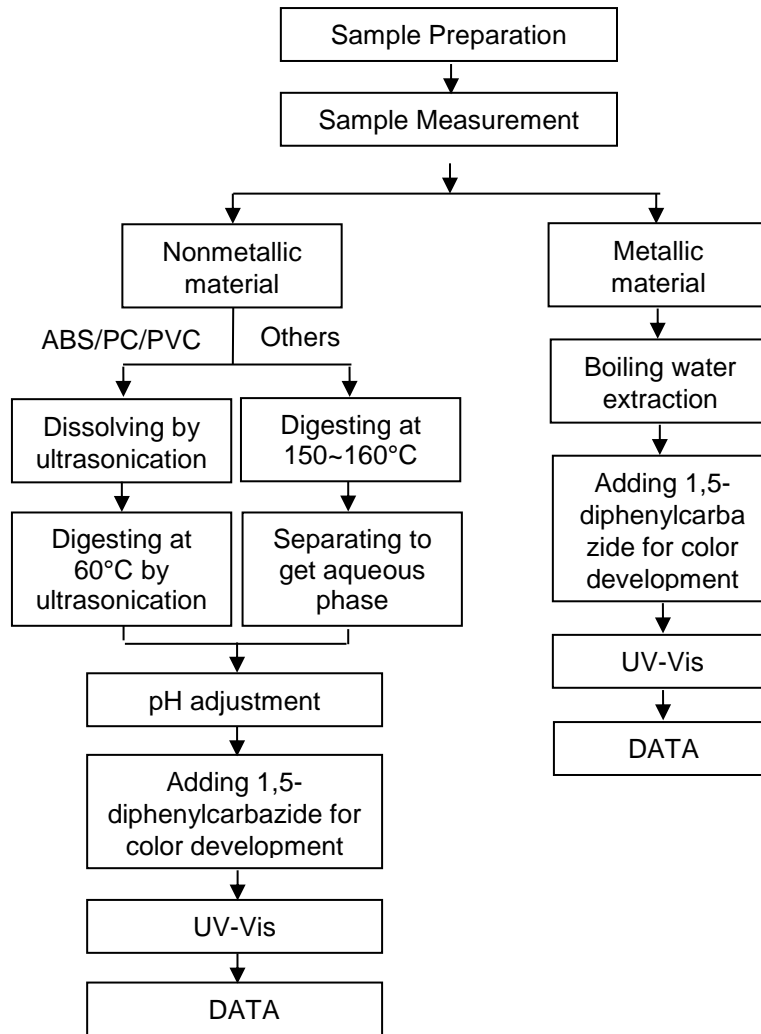 Sample Preparation
Sample Measurement
Nonmetallic
material
Metallic
material
ABS/PC/PVC
Others
Boiling water
extraction
Dissolving by
ultrasonication
Digesting at
150~160°C
Adding 1,5-
diphenylcarba
zide for color
development
Digesting at
60°C by
ultrasonication
Separating to
get aqueous
phase
UV-Vis
pH adjustment
DATA
Adding 1,5-
diphenylcarbazide for
color development
UV-Vis
DATA